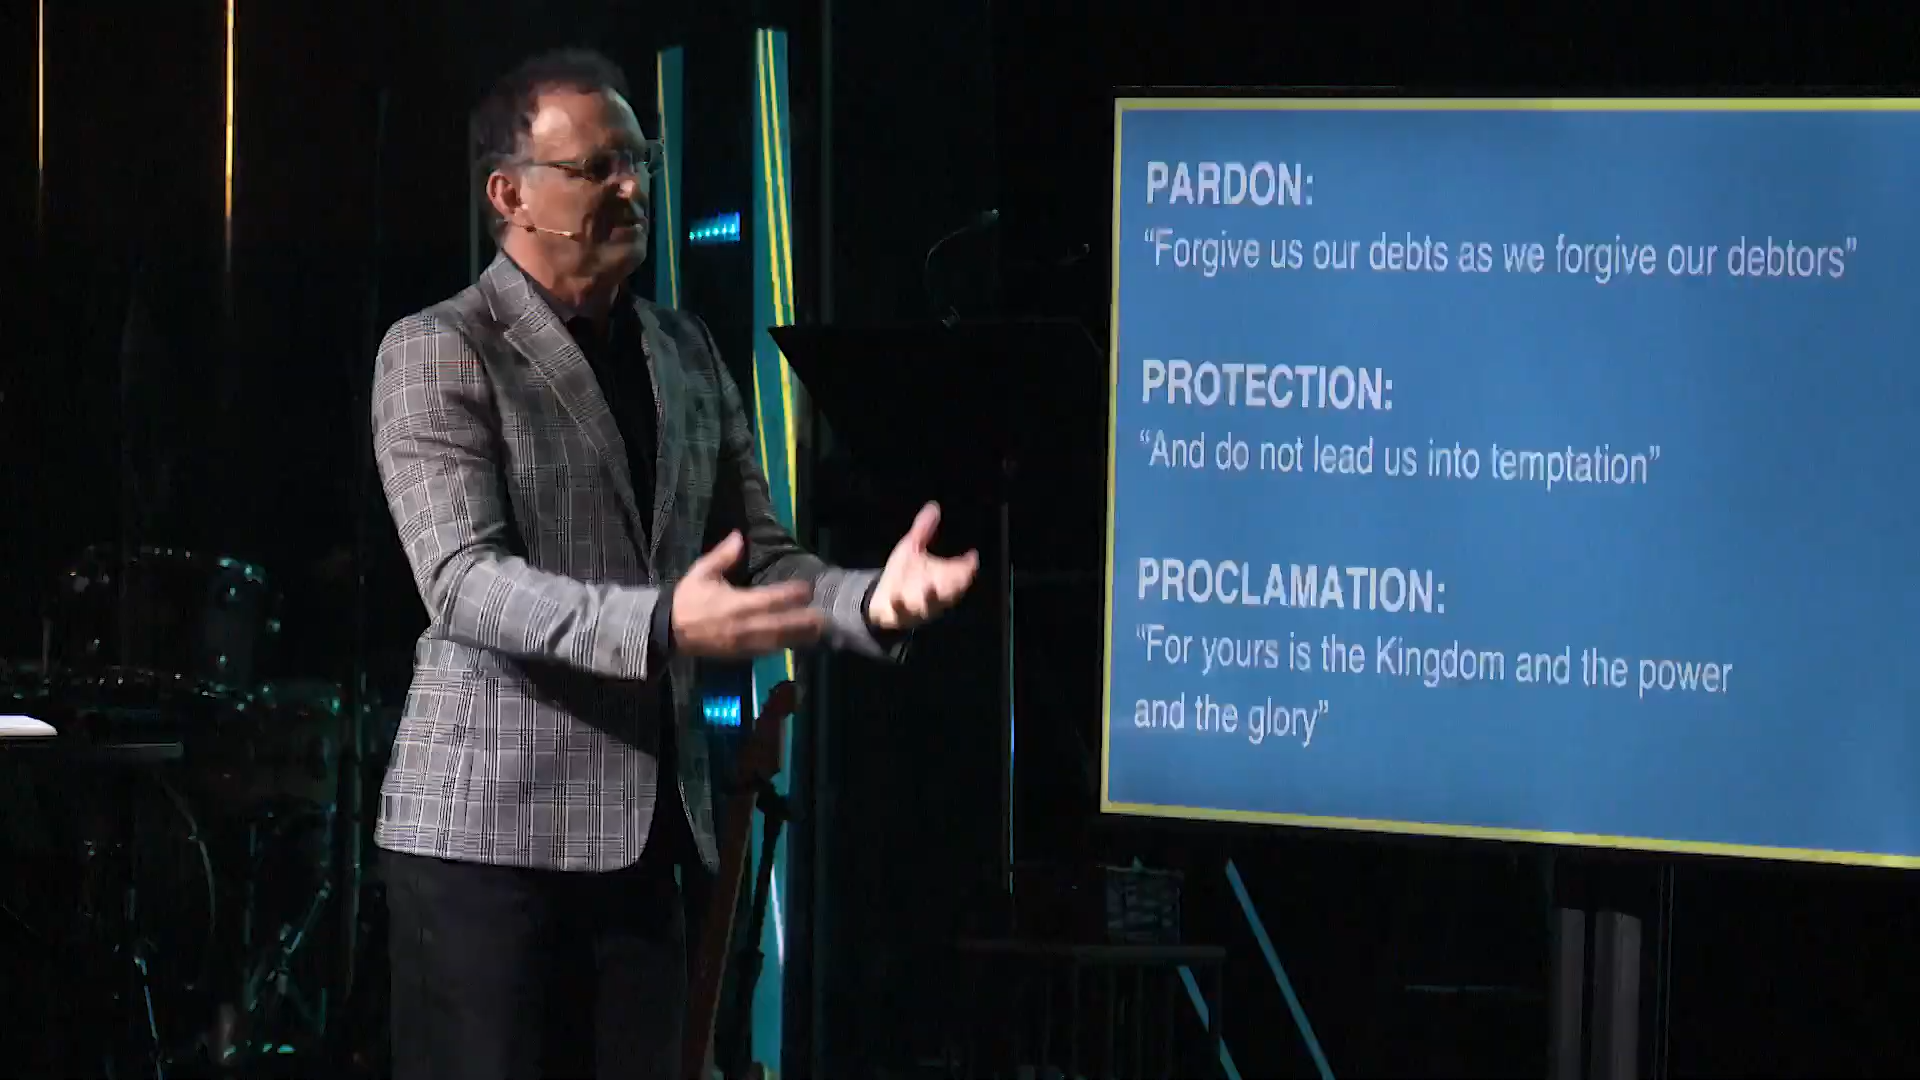 PARDON:
“Forgive us our debts as we forgive our debtors”
PROTECTION:
“And do not lead us into temptation”
PROCLAMATION:
“For yours is the Kingdom and the power
and the glory”